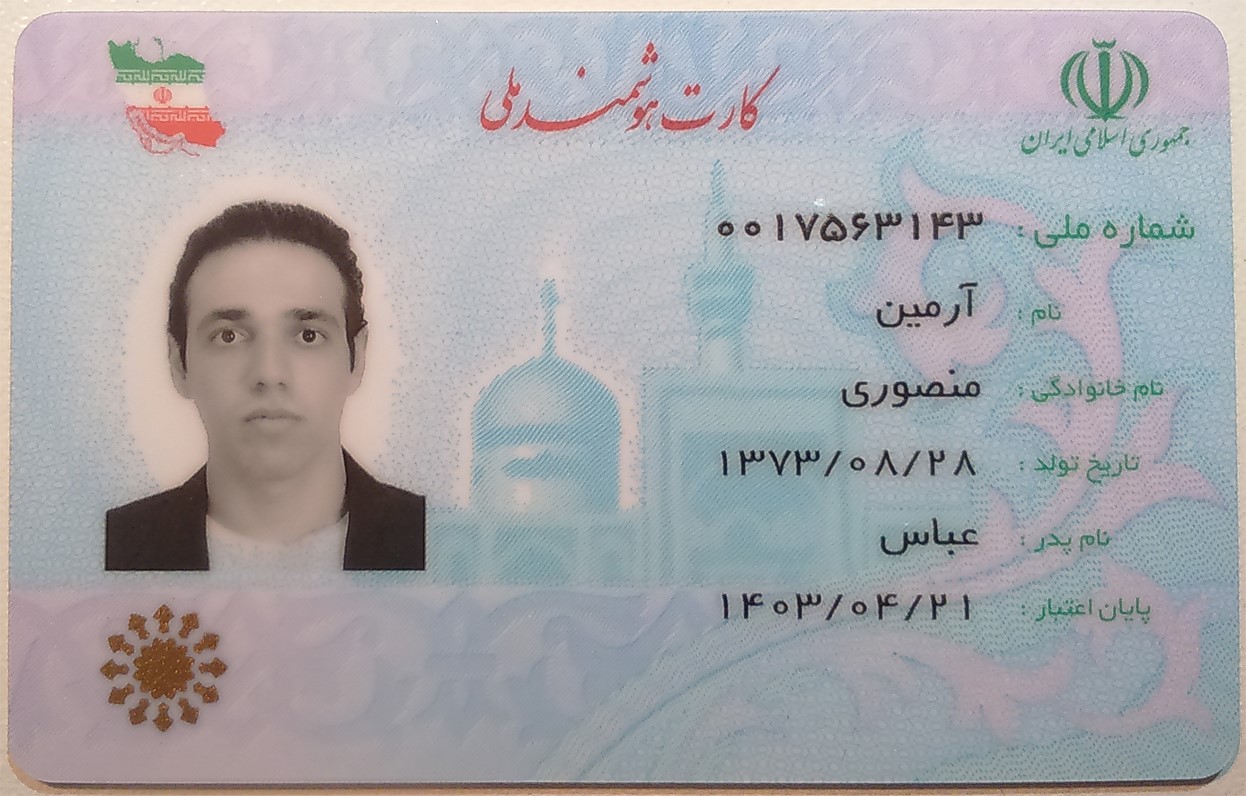 کارت هوشمند ملی
جمهوری اسلامی ایران
شماره ملی : ۰۰۱۷۵۶۳۱۴۳
نام : آرمین
نام خانوادگی : منصوری
تاریخ تولد : ۱۳۷۳/۰۸/۲۸
نام پدر : عباس
پایان اعتبار : ۱۴۰۳/۰۴/۲۱